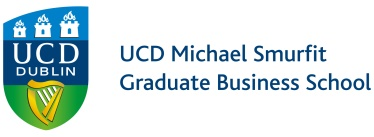 UCD
DUBLIN
UCD Michael Smurfit
Graduate Business School